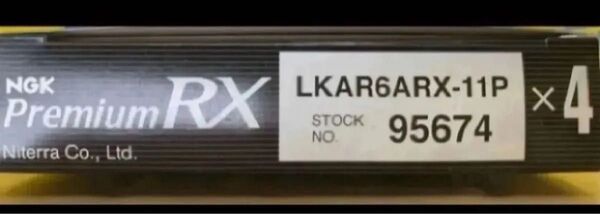 NGK
Premium RX
Niterra Co., Ltd.
LKAR6ARX-11P
STOCK NO. 95674
×4